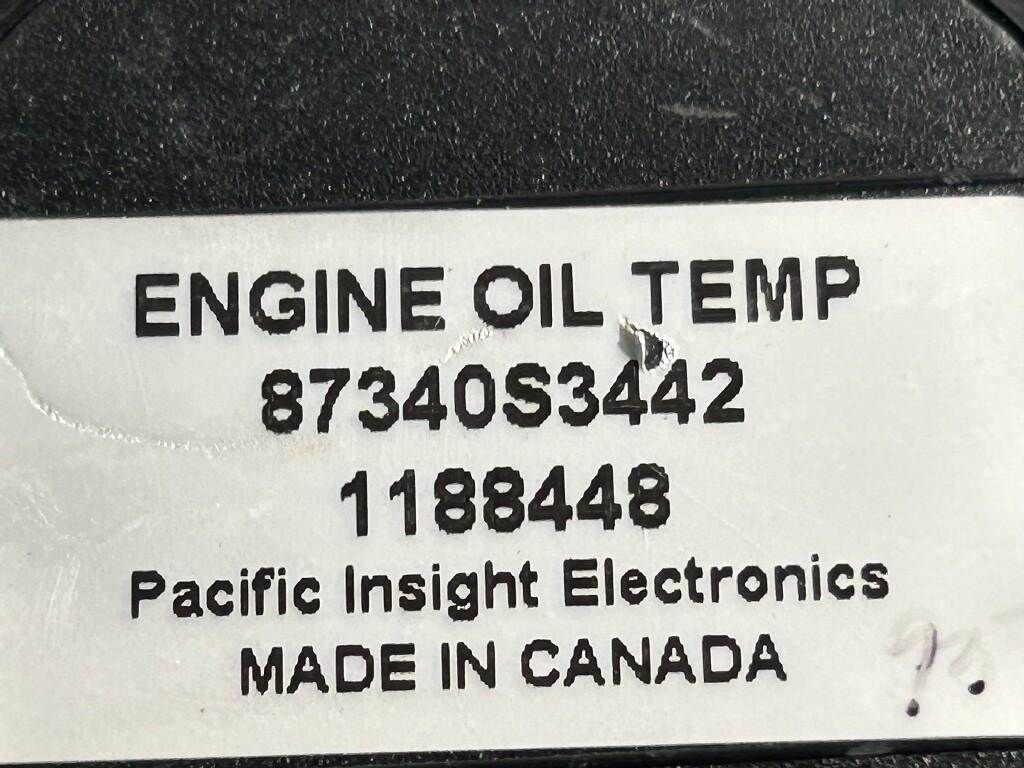 ENGINE OIL TEMP
87340S3442
1188448
Pacific Insight Electronics
MADE IN CANADA